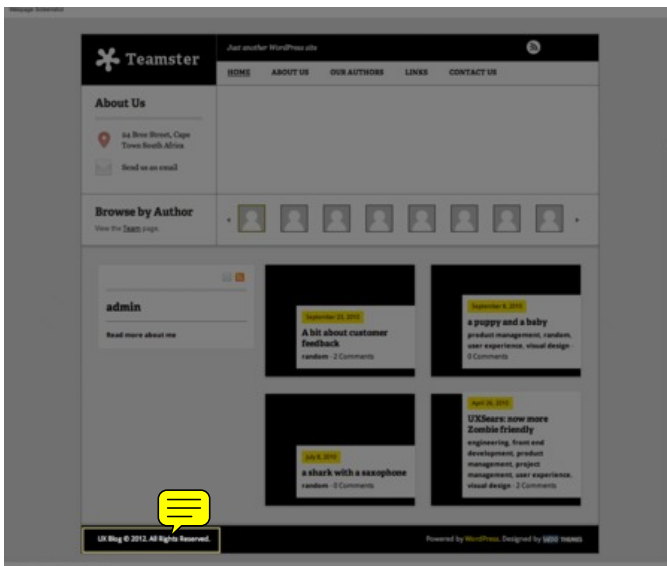 Webpage Screenshot
Teamster
Just another WordPress site
HOME ABOUT US OUR AUTHORS LINKS CONTACT US
About Us
24 Bree Street, Cape
Town South Africa
Send us an email
Browse by Author
View the Team page.
admin
Read more about me
September 23, 2010
A bit about customer
feedback
random - 2 Comments
September 8, 2010
a puppy and a baby
product management, random,
user experience, visual design -
0 Comments
July 8, 2010
a shark with a saxophone
random - 0 Comments
April 26, 2010
UXSears: now more
Zombie friendly
engineering, front end
development, product
management, project
management, user experience,
visual design - 2 Comments
UX Blog © 2012. All Rights Reserved.
Powered by WordPress. Designed by WOO THEMES